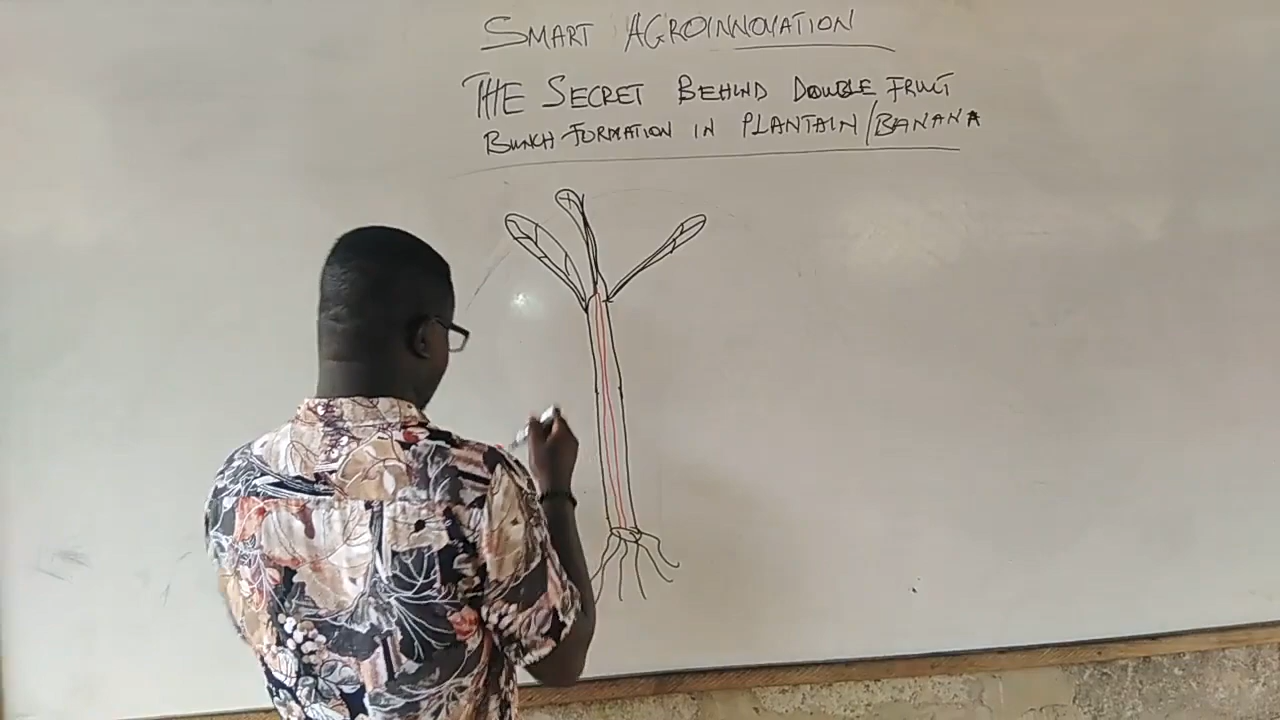 SMART AGROINNOVATION
THE SECRET BEHIND DOUBLE FRUIT
BUNCH FORMATION IN PLANTAIN/BANANA